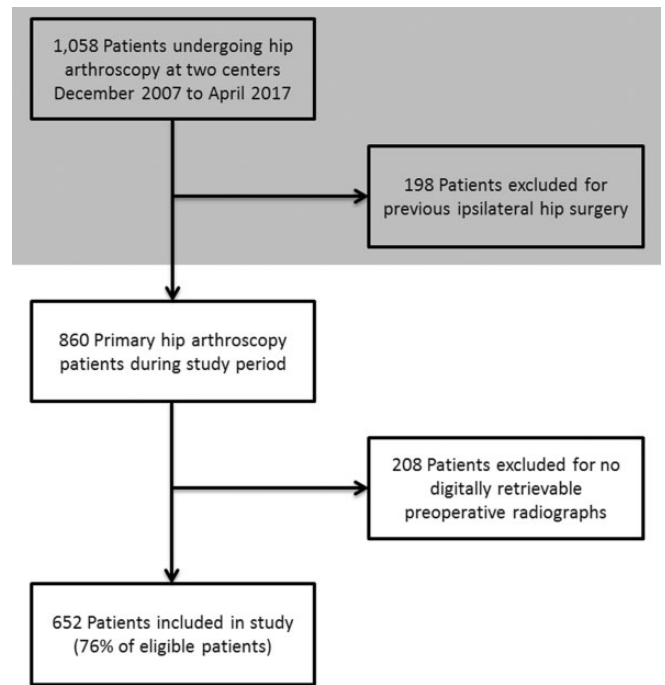 1,058 Patients undergoing hip
arthroscopy at two centers
December 2007 to April 2017
198 Patients excluded for
previous ipsilateral hip surgery
860 Primary hip arthroscopy
patients during study period
208 Patients excluded for no
digitally retrievable
preoperative radiographs
652 Patients included in study
(76% of eligible patients)